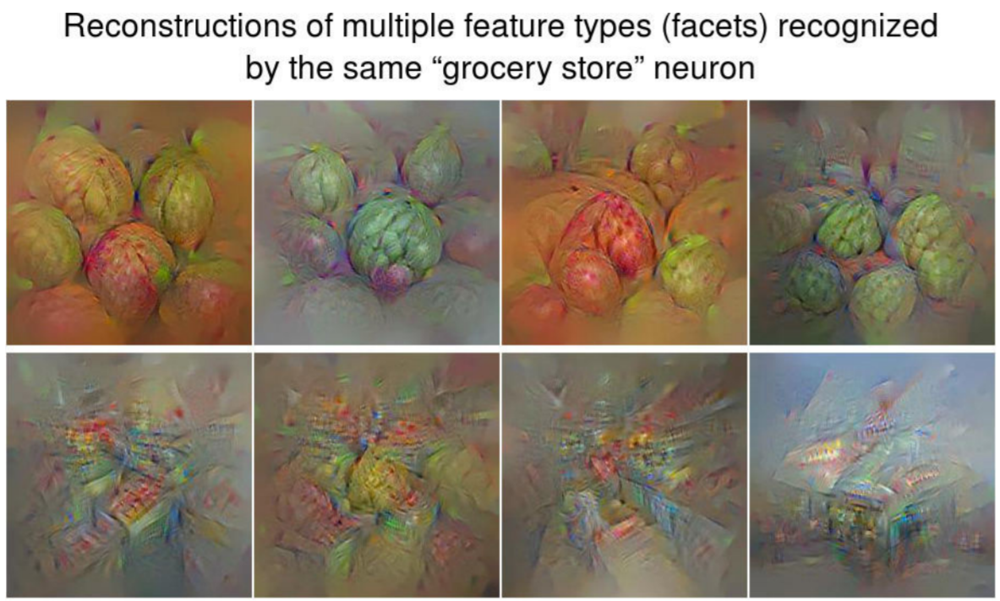 Reconstructions of multiple feature types (facets) recognized
by the same “grocery store” neuron